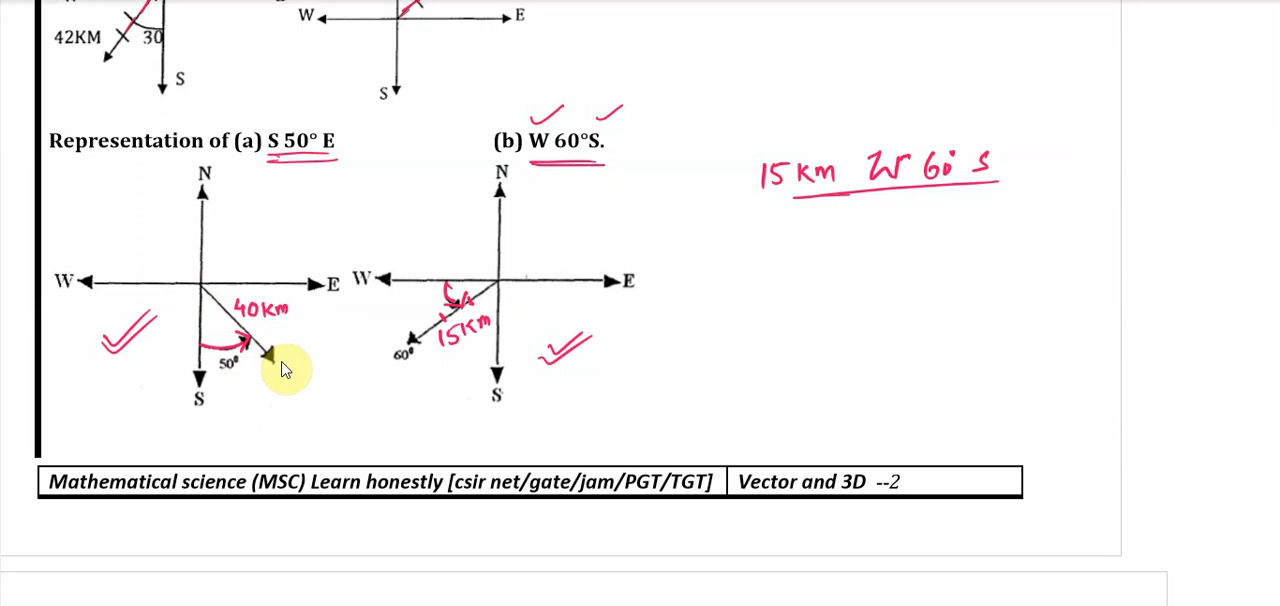 W E
42KM 30
S S
Representation of (a) S 50° E (b) W 60°S.
15 Km W 60° S
N N
W E W E
40Km
15Km
50° 60°
S S
Mathematical science (MSC) Learn honestly [csir net/gate/jam/PGT/TGT] Vector and 3D --2